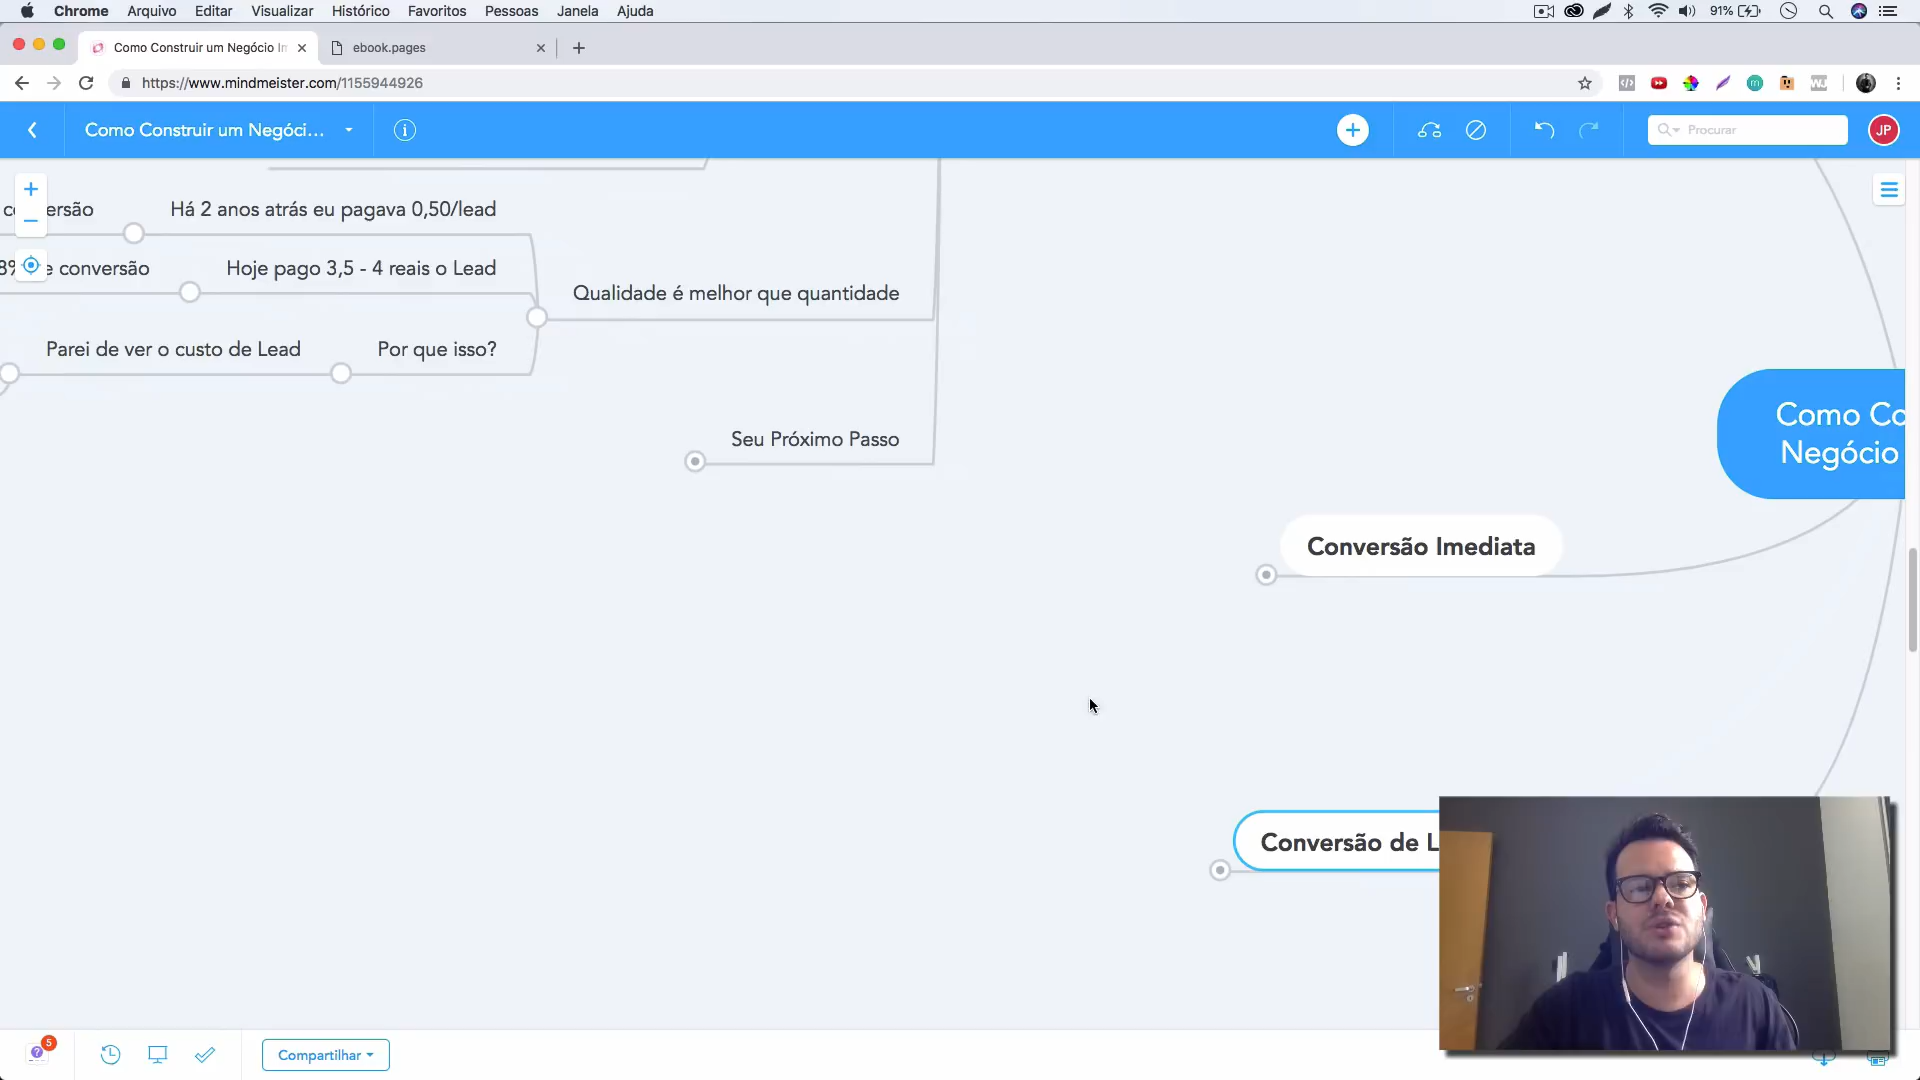 Chrome Arquivo Editar Visualizar Histórico Favoritos Pessoas Janela Ajuda
91%
Como Construir um Negócio In
ebook.pages
https://www.mindmeister.com/1155944926
Como Construir um Negóci...
Procurar
JP
Há 2 anos atrás eu pagava 0,50/lead
e conversão
Hoje pago 3,5 - 4 reais o Lead
Qualidade é melhor que quantidade
Parei de ver o custo de Lead
Por que isso?
Seu Próximo Passo
Como Co
Negócio
Conversão Imediata
Conversão de L
5
Compartilhar